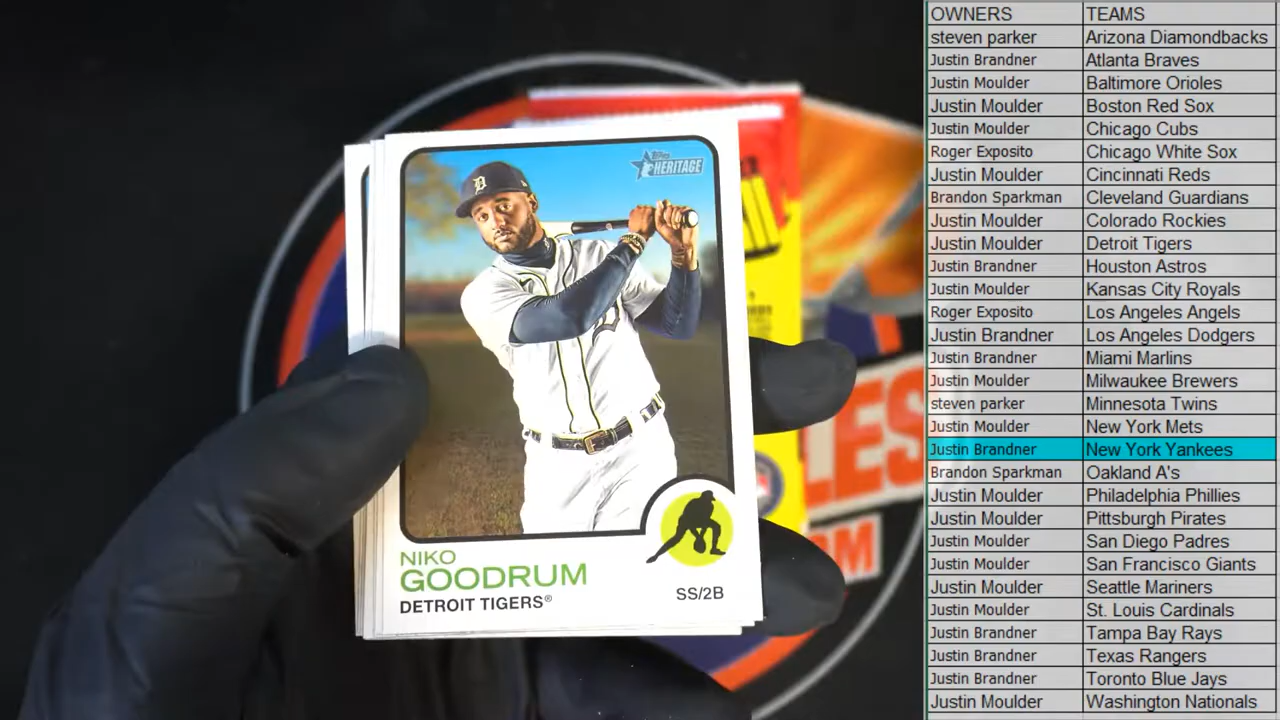 OWNERS TEAMS
steven parker Arizona Diamondbacks
Justin Brandner Atlanta Braves
Justin Moulder Baltimore Orioles
Justin Moulder Boston Red Sox
Justin Moulder Chicago Cubs
Roger Exposito Chicago White Sox
Justin Moulder Cincinnati Reds
Brandon Sparkman Cleveland Guardians
Justin Moulder Colorado Rockies
Justin Moulder Detroit Tigers
Justin Brandner Houston Astros
Justin Moulder Kansas City Royals
Roger Exposito Los Angeles Angels
Justin Brandner Los Angeles Dodgers
Justin Brandner Miami Marlins
Justin Moulder Milwaukee Brewers
steven parker Minnesota Twins
Justin Moulder New York Mets
Justin Brandner New York Yankees
Brandon Sparkman Oakland A's
Justin Moulder Philadelphia Phillies
Justin Moulder Pittsburgh Pirates
Justin Moulder San Diego Padres
Justin Moulder San Francisco Giants
Justin Moulder Seattle Mariners
Justin Moulder St. Louis Cardinals
Justin Brandner Tampa Bay Rays
Justin Brandner Texas Rangers
Justin Brandner Toronto Blue Jays
Justin Moulder Washington Nationals
Topps
HERITAGE
D
NIKO
GOODRUM
DETROIT TIGERS®
SS/2B